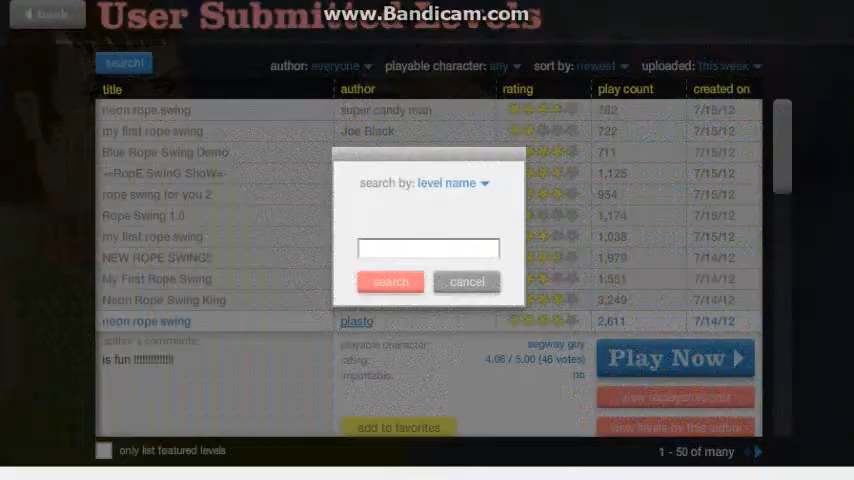 www.Bandicam.com
back
User Submitted Levels
search!
author: everyone playable character: any sort by: newest uploaded: this week
title author rating play count created on
neon rope swing super candy man 7/15/12
my first rope swing Joe Black 722 7/15/12
Blue Rope Swing Demo 711 7/15/12
1,125 7/15/12
rope swing for you 2 954 7/15/12
Rope Swing 1.0 1,174 7/15/12
my first rope swing 1,038 7/15/12
NEW ROPE SWING!! 1,979 7/15/12
My First Rope Swing 1,551 7/14/12
Neon Rope Swing King 3,249 7/14/12
neon rope swing plasto 2,611 7/14/12
search by: level name
search cancel
author's comments:
is fun !!!!!!!!!!!!!!!
playable character: segway guy
rating: 4.06 / 5.00 (46 votes)
importable: no
Play Now
view levels by this author
add to favorites
only list featured levels
1 - 50 of many